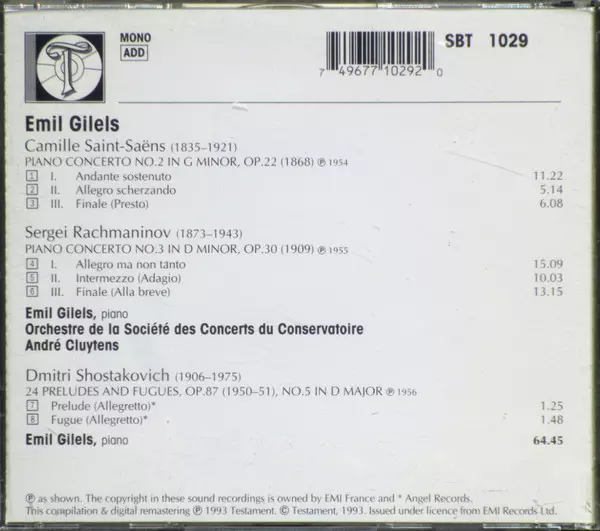 T
MONO
ADD
SBT 1029
7 49677 10292 0
Emil Gilels
Camille Saint-Saëns (1835–1921)
PIANO CONCERTO NO.2 IN G MINOR, OP.22 (1868) ℗ 1954
1 I. Andante sostenuto 11.22
2 II. Allegro scherzando 5.14
3 III. Finale (Presto) 6.08
Sergei Rachmaninov (1873–1943)
PIANO CONCERTO NO.3 IN D MINOR, OP.30 (1909) ℗ 1955
4 I. Allegro ma non tanto 15.09
5 II. Intermezzo (Adagio) 10.03
6 III. Finale (Alla breve) 13.15
Emil Gilels, piano
Orchestre de la Société des Concerts du Conservatoire
André Cluytens
Dmitri Shostakovich (1906–1975)
24 PRELUDES AND FUGUES, OP.87 (1950–51), NO.5 IN D MAJOR ℗ 1956
7 Prelude (Allegretto)* 1.25
8 Fugue (Allegretto)* 1.48
Emil Gilels, piano 64.45
℗ as shown. The copyright in these sound recordings is owned by EMI France and * Angel Records.
This compilation & digital remastering ℗ 1993 Testament. © Testament, 1993. Issued under licence from EMI Records Ltd.